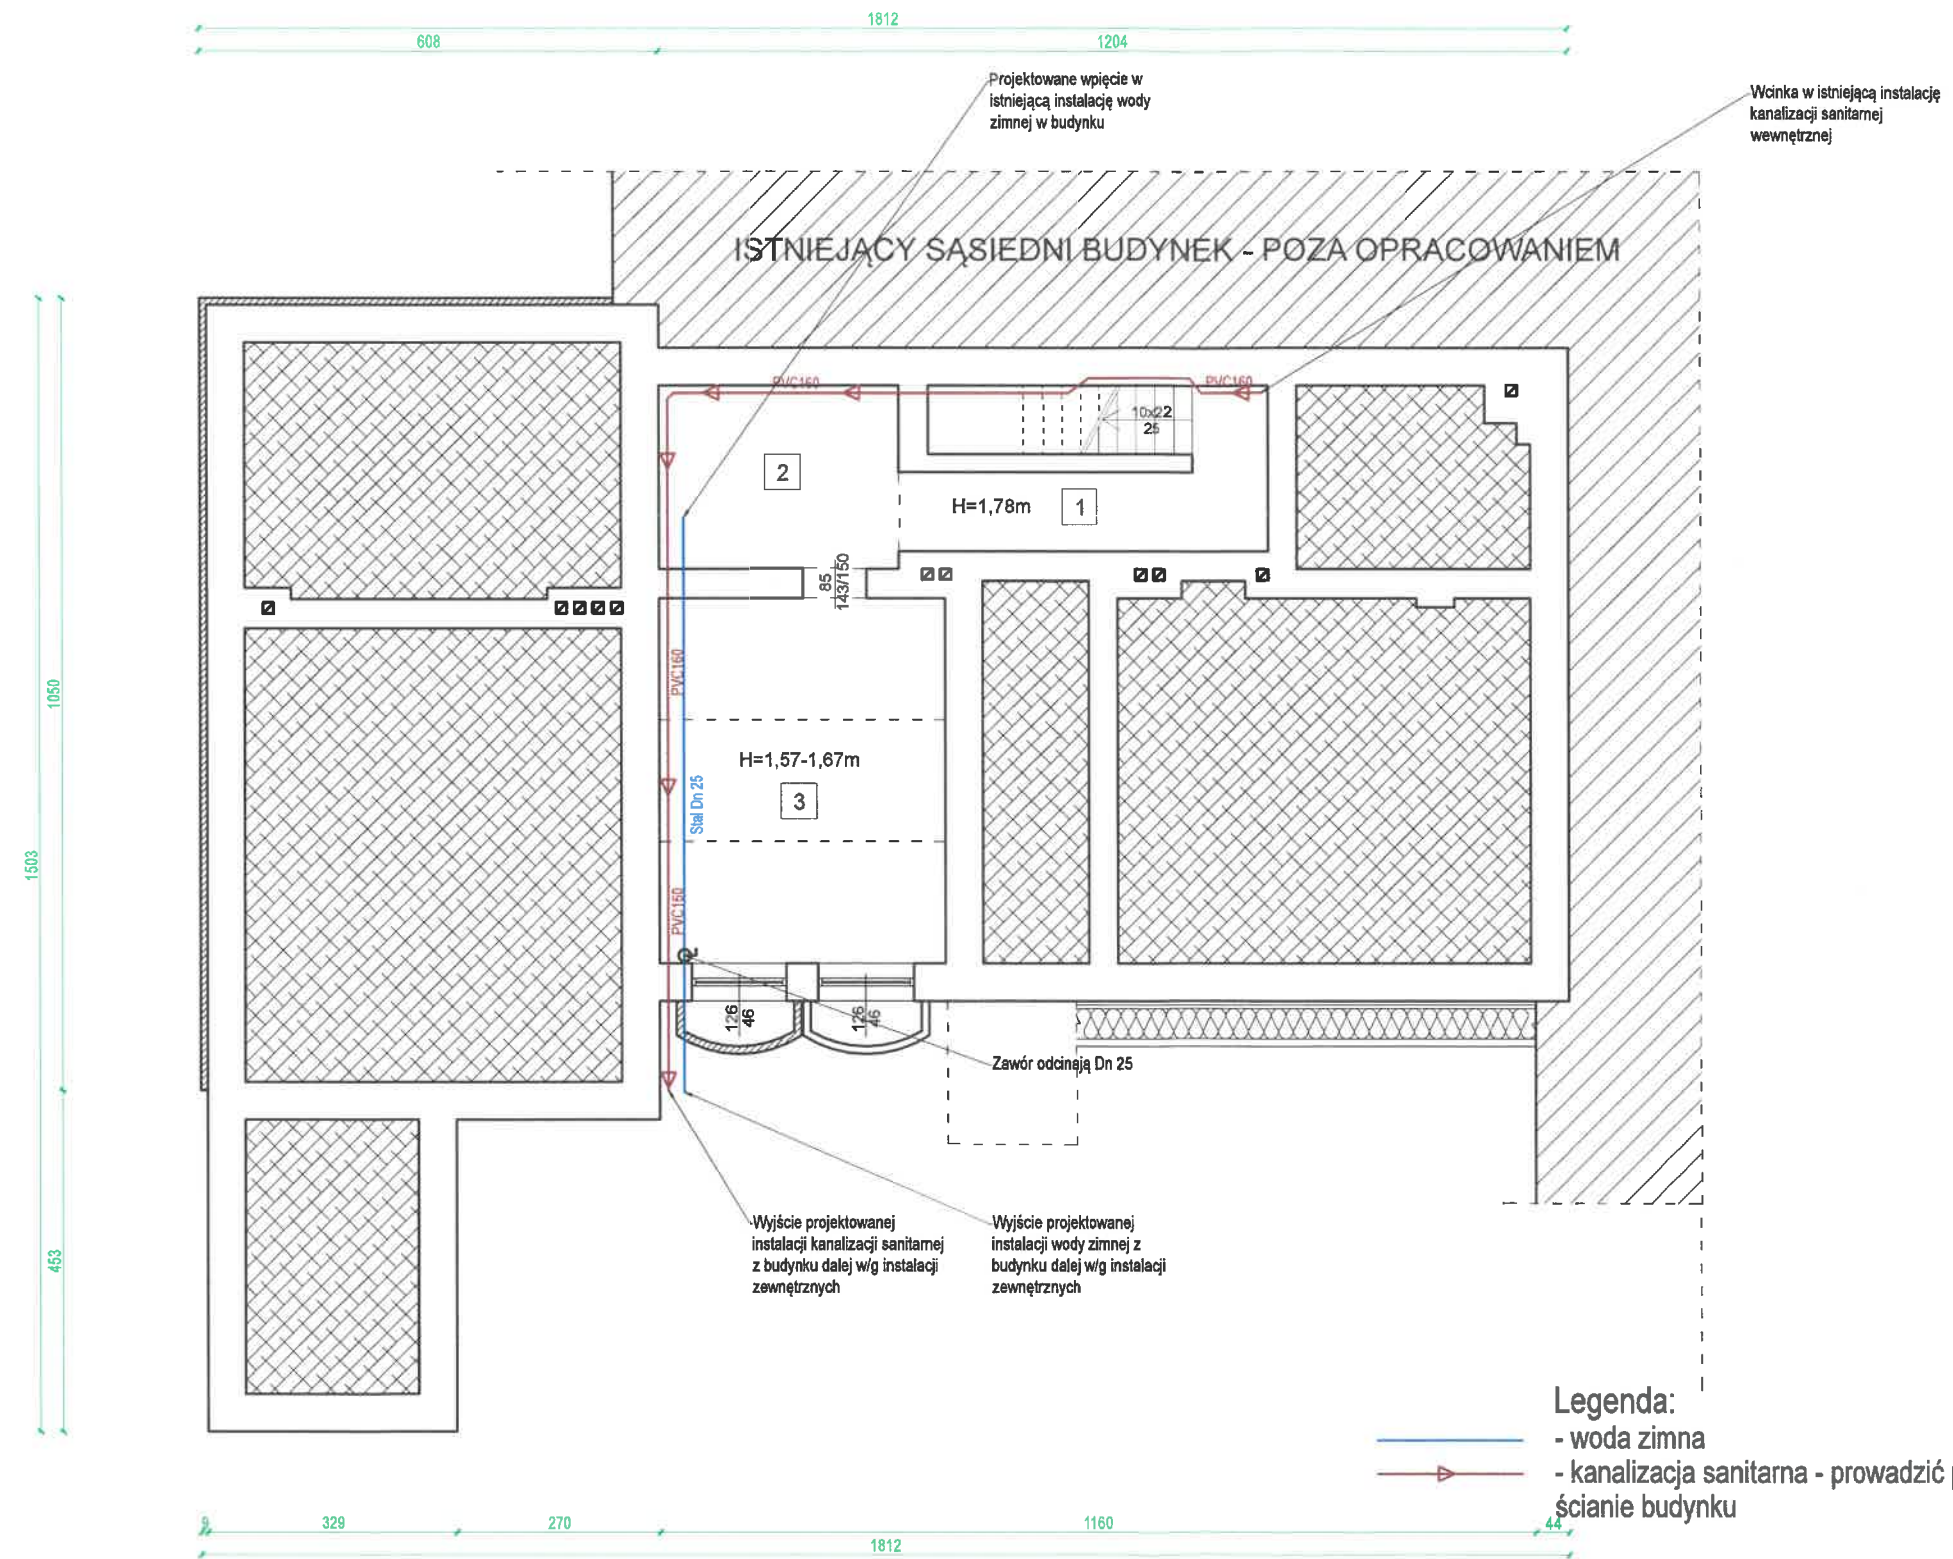 1812
608
1204
Projektowane wpięcie w
istniejącą instalację wody
zimnej w budynku
Wcinka w istniejącą instalację
kanalizacji sanitarnej
wewnętrznej
ISTNIEJĄCY SĄSIEDNI BUDYNEK - POZA OPRACOWANIEM
PVC160
PVC160
10x22
25
2
H=1,78m
1
85
143/150
PVC160
1050
H=1,57-1,67m
3
Stal Dn 25
1503
PVC160
126
46
126
46
Zawór odcinają Dn 25
Wyjście projektowanej
instalacji kanalizacji sanitarnej
z budynku dalej w/g instalacji
zewnętrznych
Wyjście projektowanej
instalacji wody zimnej z
budynku dalej w/g instalacji
zewnętrznych
453
Legenda:
- woda zimna
- kanalizacja sanitarna - prowadzić
ścianie budynku
9
329
270
1160
44
1812